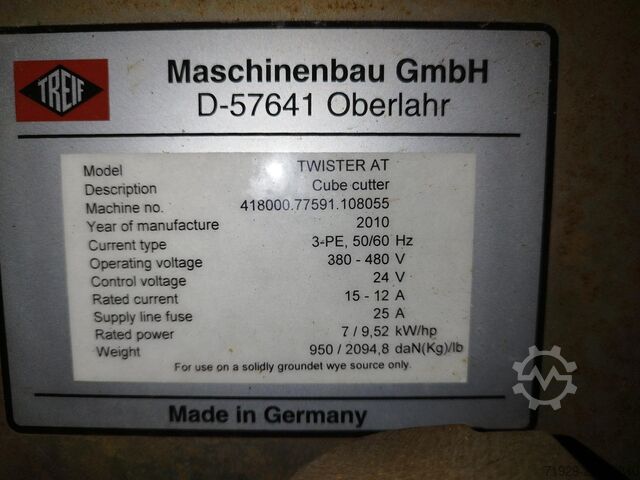 TREIF
Maschinenbau GmbH
D-57641 Oberlahr
Model TWISTER AT
Description Cube cutter
Machine no. 418000.77591.108055
Year of manufacture 2010
Current type 3-PE, 50/60 Hz
Operating voltage 380 - 480 V
Control voltage 24 V
Rated current 15 - 12 A
Supply line fuse 25 A
Rated power 7 / 9,52 kW/hp
Weight 950 / 2094,8 daN(Kg)/lb
For use on a solidly groundet wye source only.
Made in Germany